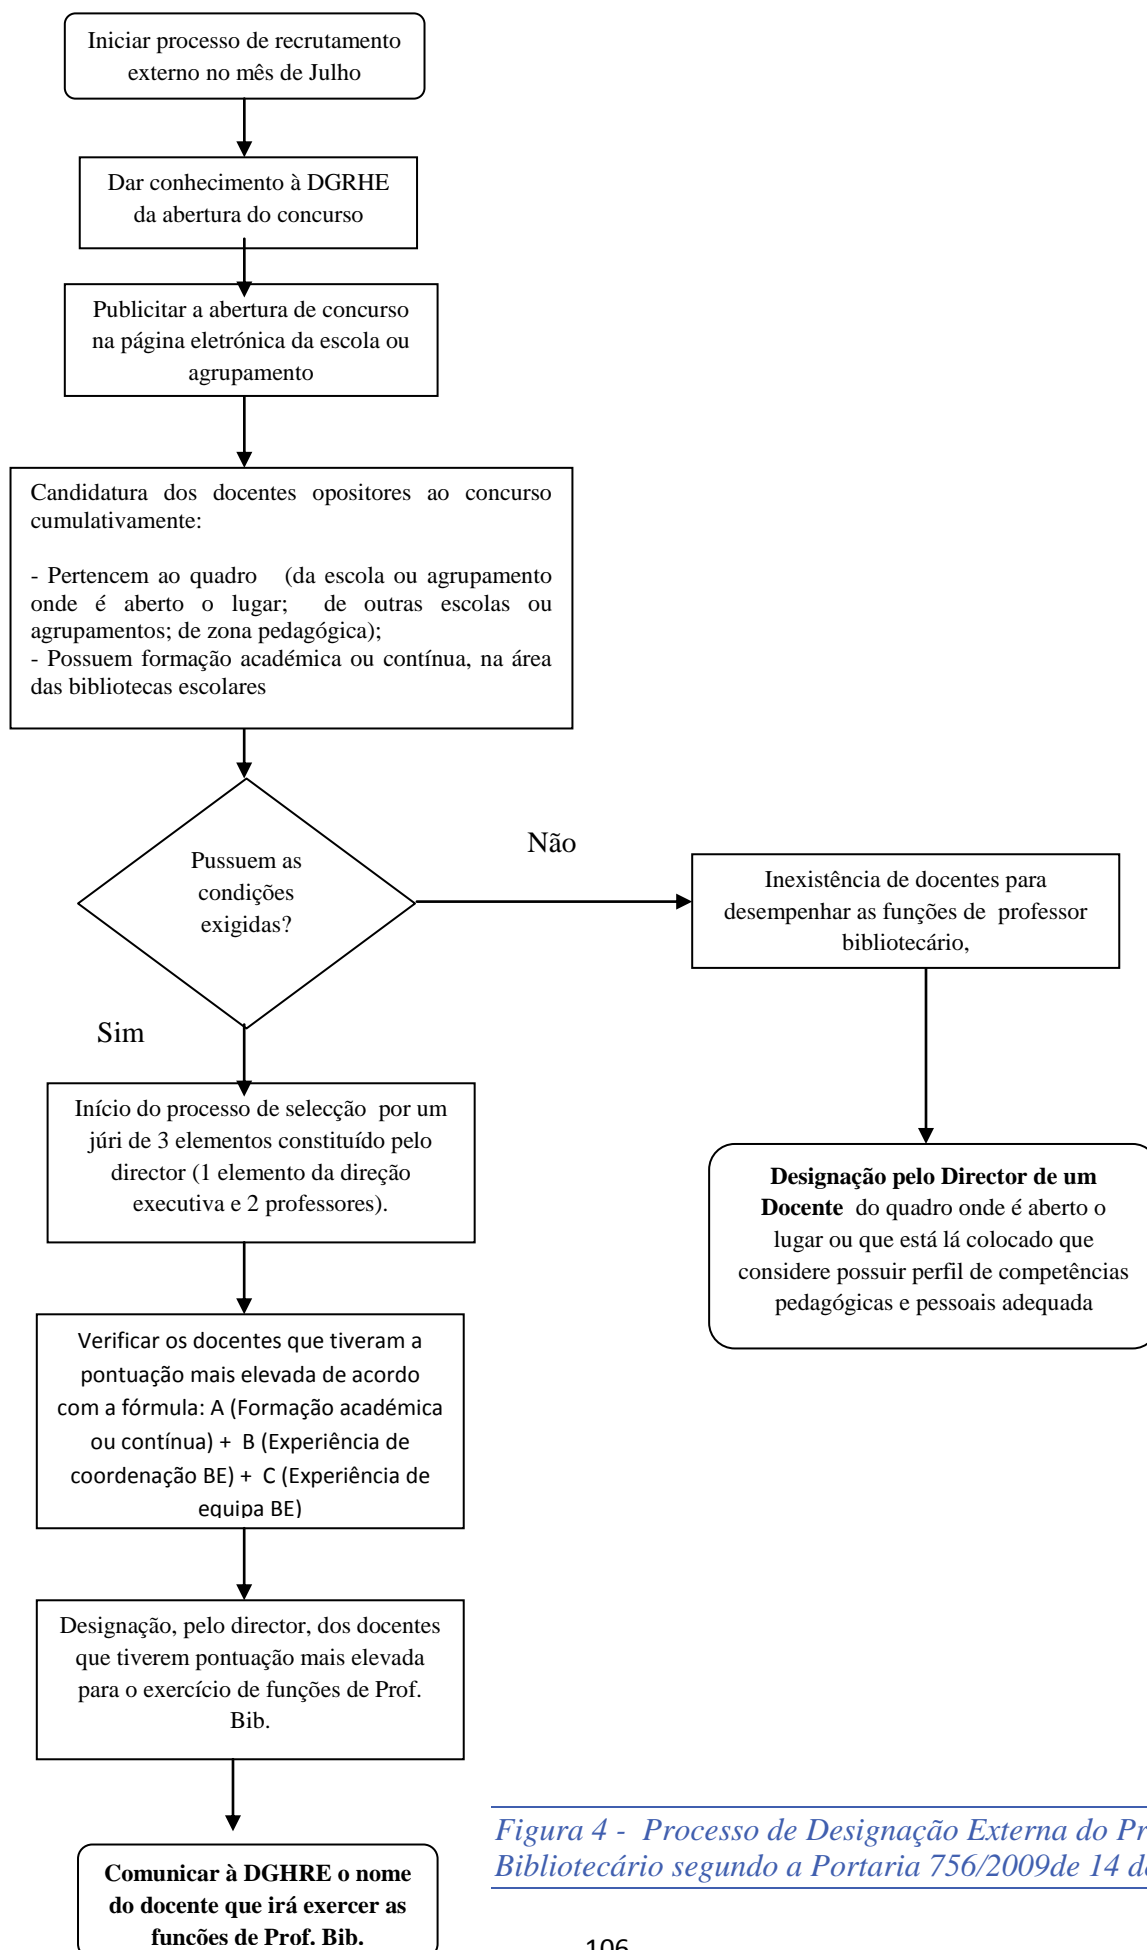 Iniciar processo de recrutamento
externo no mês de Julho
Dar conhecimento à DGRHE
da abertura do concurso
Publicitar a abertura de concurso
na página eletrónica da escola ou
agrupamento
Candidatura dos docentes opositores ao concurso
cumulativamente:
- Pertencem ao quadro (da escola ou agrupamento
onde é aberto o lugar; de outras escolas ou
agrupamentos; de zona pedagógica);
- Possuem formação académica ou contínua, na área
das bibliotecas escolares
Pussuem as
condições
exigidas?
Não
Inexistência de docentes para
desempenhar as funções de professor
bibliotecário,
Sim
Início do processo de selecção por um
júri de 3 elementos constituído pelo
director (1 elemento da direção
executiva e 2 professores).
Designação pelo Director de um
Docente do quadro onde é aberto o
lugar ou que está lá colocado que
considere possuir perfil de competências
pedagógicas e pessoais adequada
Verificar os docentes que tiveram a
pontuação mais elevada de acordo
com a fórmula: A (Formação académica
ou contínua) + B (Experiência de
coordenação BE) + C (Experiência de
equipa BE)
Designação, pelo director, dos docentes
que tiverem pontuação mais elevada
para o exercício de funções de Prof.
Bib.
Comunicar à DGHRE o nome
do docente que irá exercer as
funções de Prof. Bib.
Figura 4 - Processo de Designação Externa do Pr
Bibliotecário segundo a Portaria 756/2009de 14 d
106